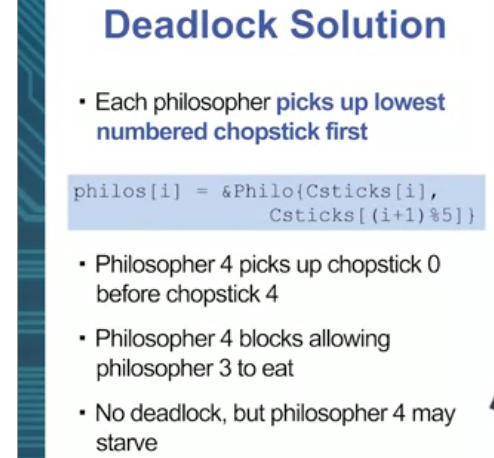 Deadlock Solution
▪ Each philosopher picks up lowest
numbered chopstick first
philos[i] = &Philo{Csticks[i],
Csticks[(i+1)%5]}
▪ Philosopher 4 picks up chopstick 0
before chopstick 4
▪ Philosopher 4 blocks allowing
philosopher 3 to eat
▪ No deadlock, but philosopher 4 may
starve